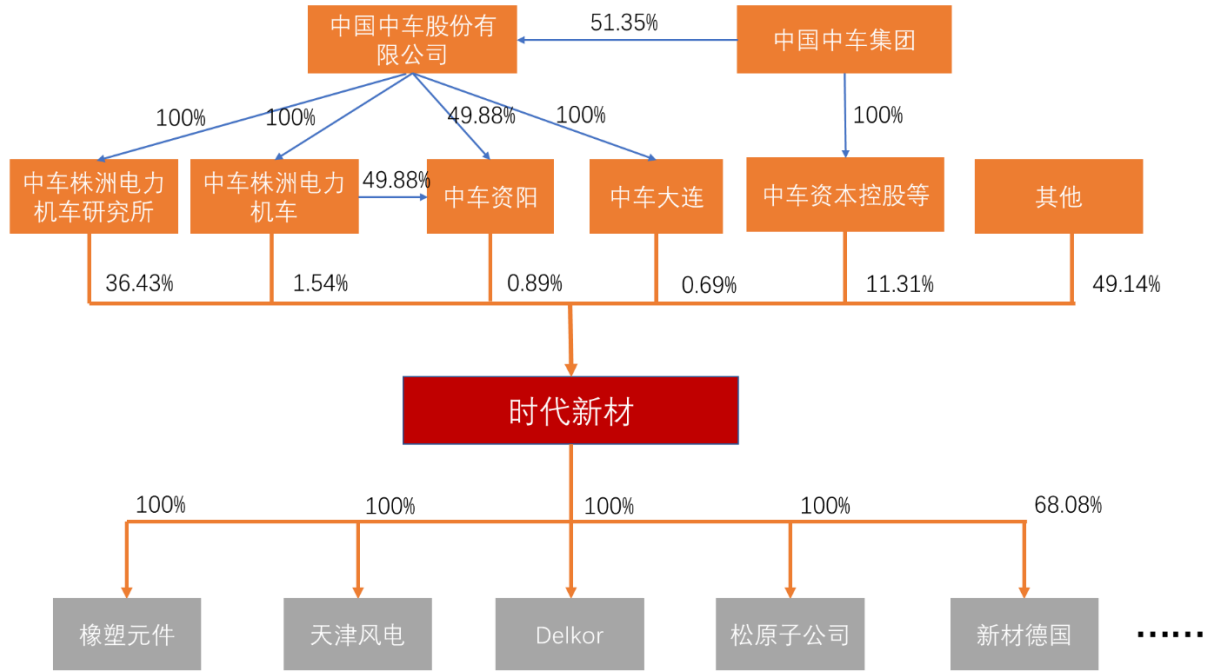 中国中车股份有
限公司
51.35%
中国中车集团
100%
100%
49.88%
100%
100%
中车株洲电力
机车研究所
中车株洲电力
机车
49.88%
中车资阳
中车大连
中车资本控股等
其他
36.43%
1.54%
0.89%
0.69%
11.31%
49.14%
时代新材
100%
100%
100%
100%
68.08%
橡塑元件
天津风电
Delkor
松原子公司
新材德国
……